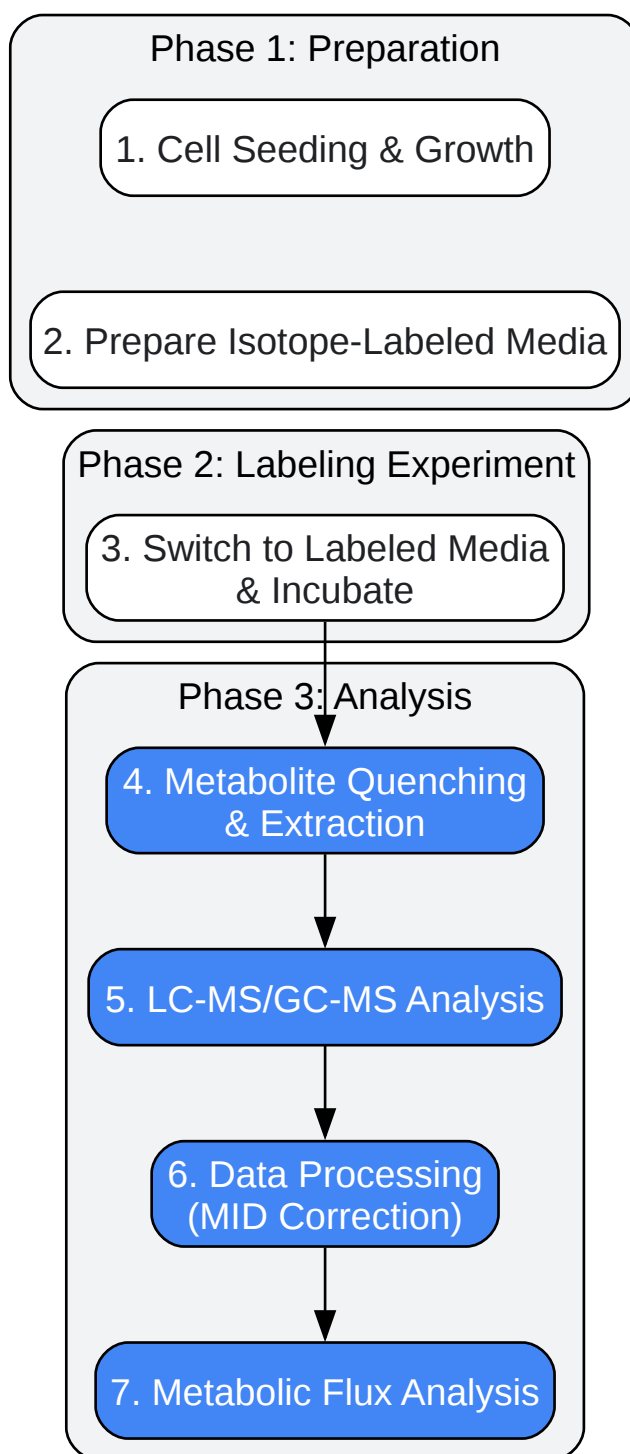 Phase 1: Preparation
1. Cell Seeding & Growth
2. Prepare Isotope-Labeled Media
Phase 2: Labeling Experiment
3. Switch to Labeled Media
& Incubate
Phase 3: Analysis
4. Metabolite Quenching
& Extraction
5. LC-MS/GC-MS Analysis
6. Data Processing
(MID Correction)
7. Metabolic Flux Analysis